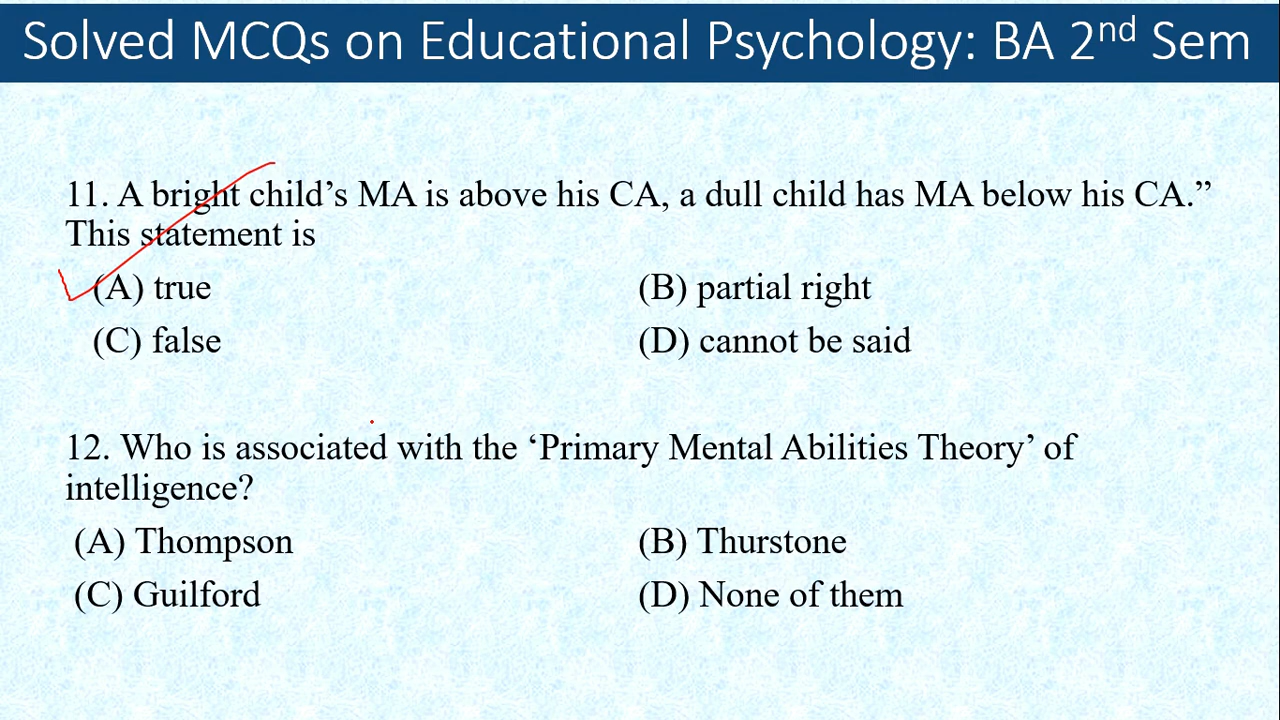 Solved MCQs on Educational Psychology: BA 2nd Sem
11. A bright child’s MA is above his CA, a dull child has MA below his CA.”
This statement is
(A) true (B) partial right
(C) false (D) cannot be said
12. Who is associated with the ‘Primary Mental Abilities Theory’ of
intelligence?
(A) Thompson (B) Thurstone
(C) Guilford (D) None of them